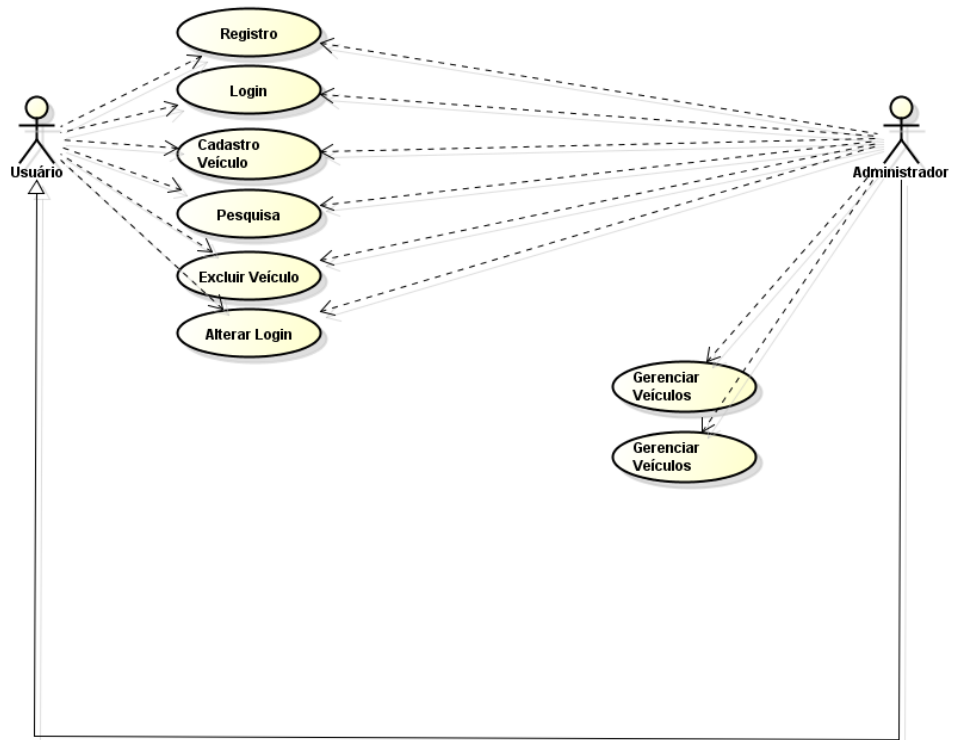 Registro
Login
Cadastro
Veículo
Usuário
Administrador
Pesquisa
Excluir Veículo
Alterar Login
Gerenciar
Veículos
Gerenciar
Veículos